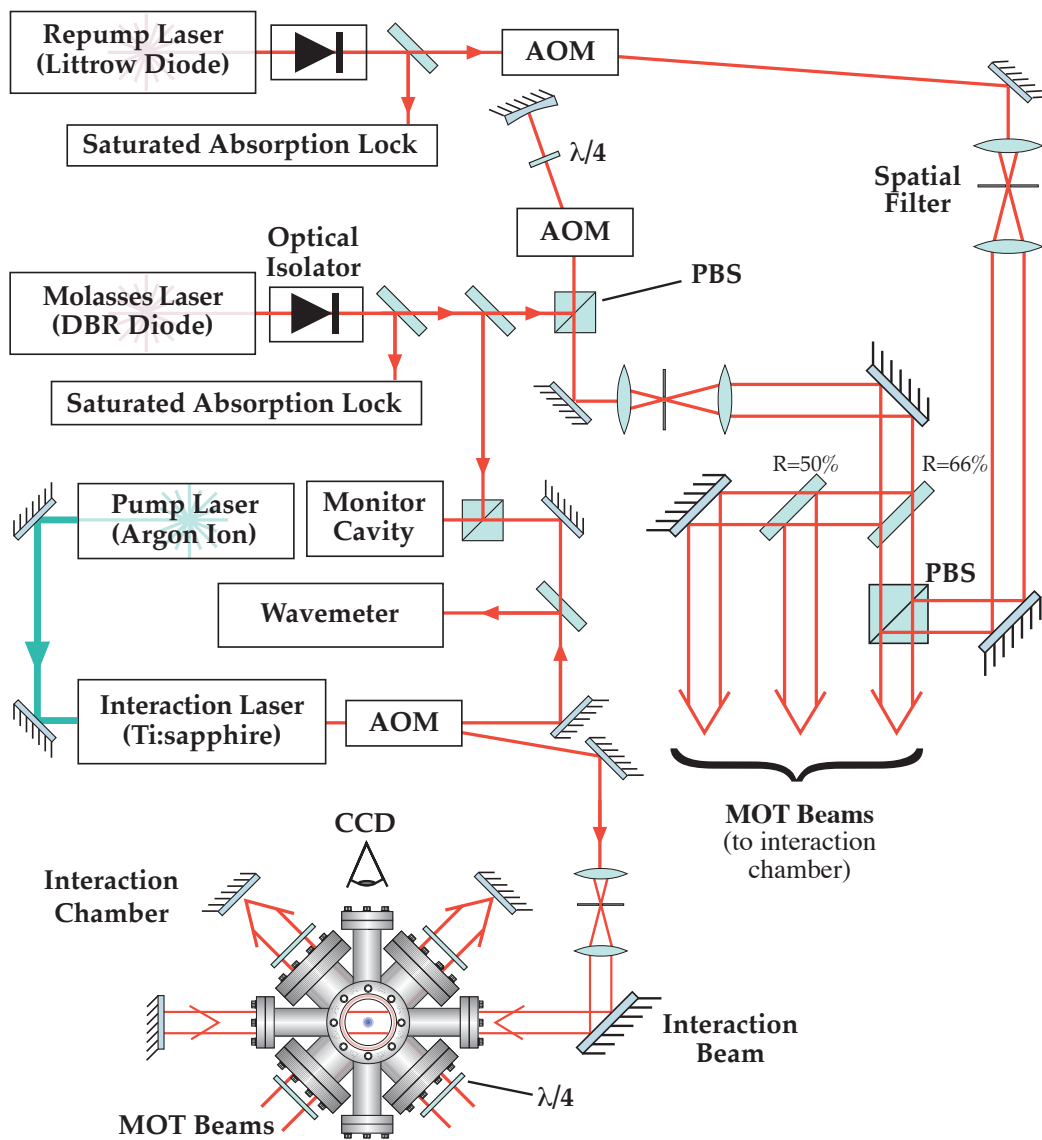 Repump Laser
(Littrow Diode)
AOM
Saturated Absorption Lock
λ/4
Spatial
Filter
AOM
Optical
Isolator
PBS
Molasses Laser
(DBR Diode)
Saturated Absorption Lock
R=50%
R=66%
Pump Laser
(Argon Ion)
Monitor
Cavity
PBS
Wavemeter
Interaction Laser
(Ti:sapphire)
AOM
MOT Beams
(to interaction
chamber)
CCD
Interaction
Chamber
Interaction
Beam
λ/4
MOT Beams